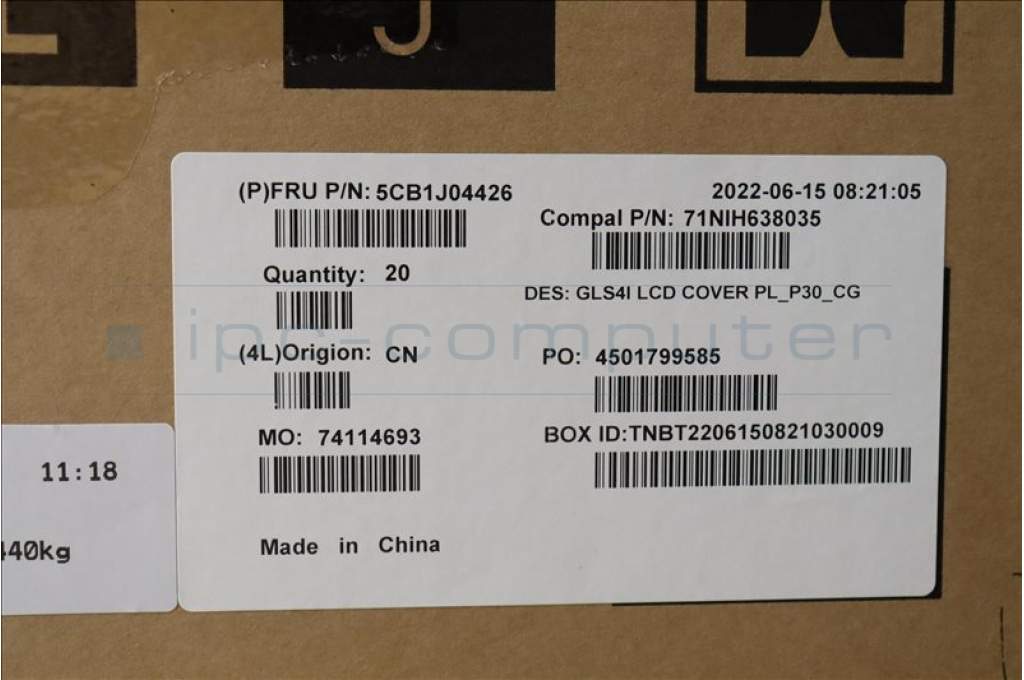 (P)FRU P/N: 5CB1J04426
2022-06-15 08:21:05
Compal P/N: 71NIH638035
Quantity: 20
DES: GLS4I LCD COVER PL_P30_CG
ipc-computer
(4L)Origion: CN
PO: 4501799585
MO: 74114693
BOX ID:TNBT2206150821030009
Made in China
11:18
440kg